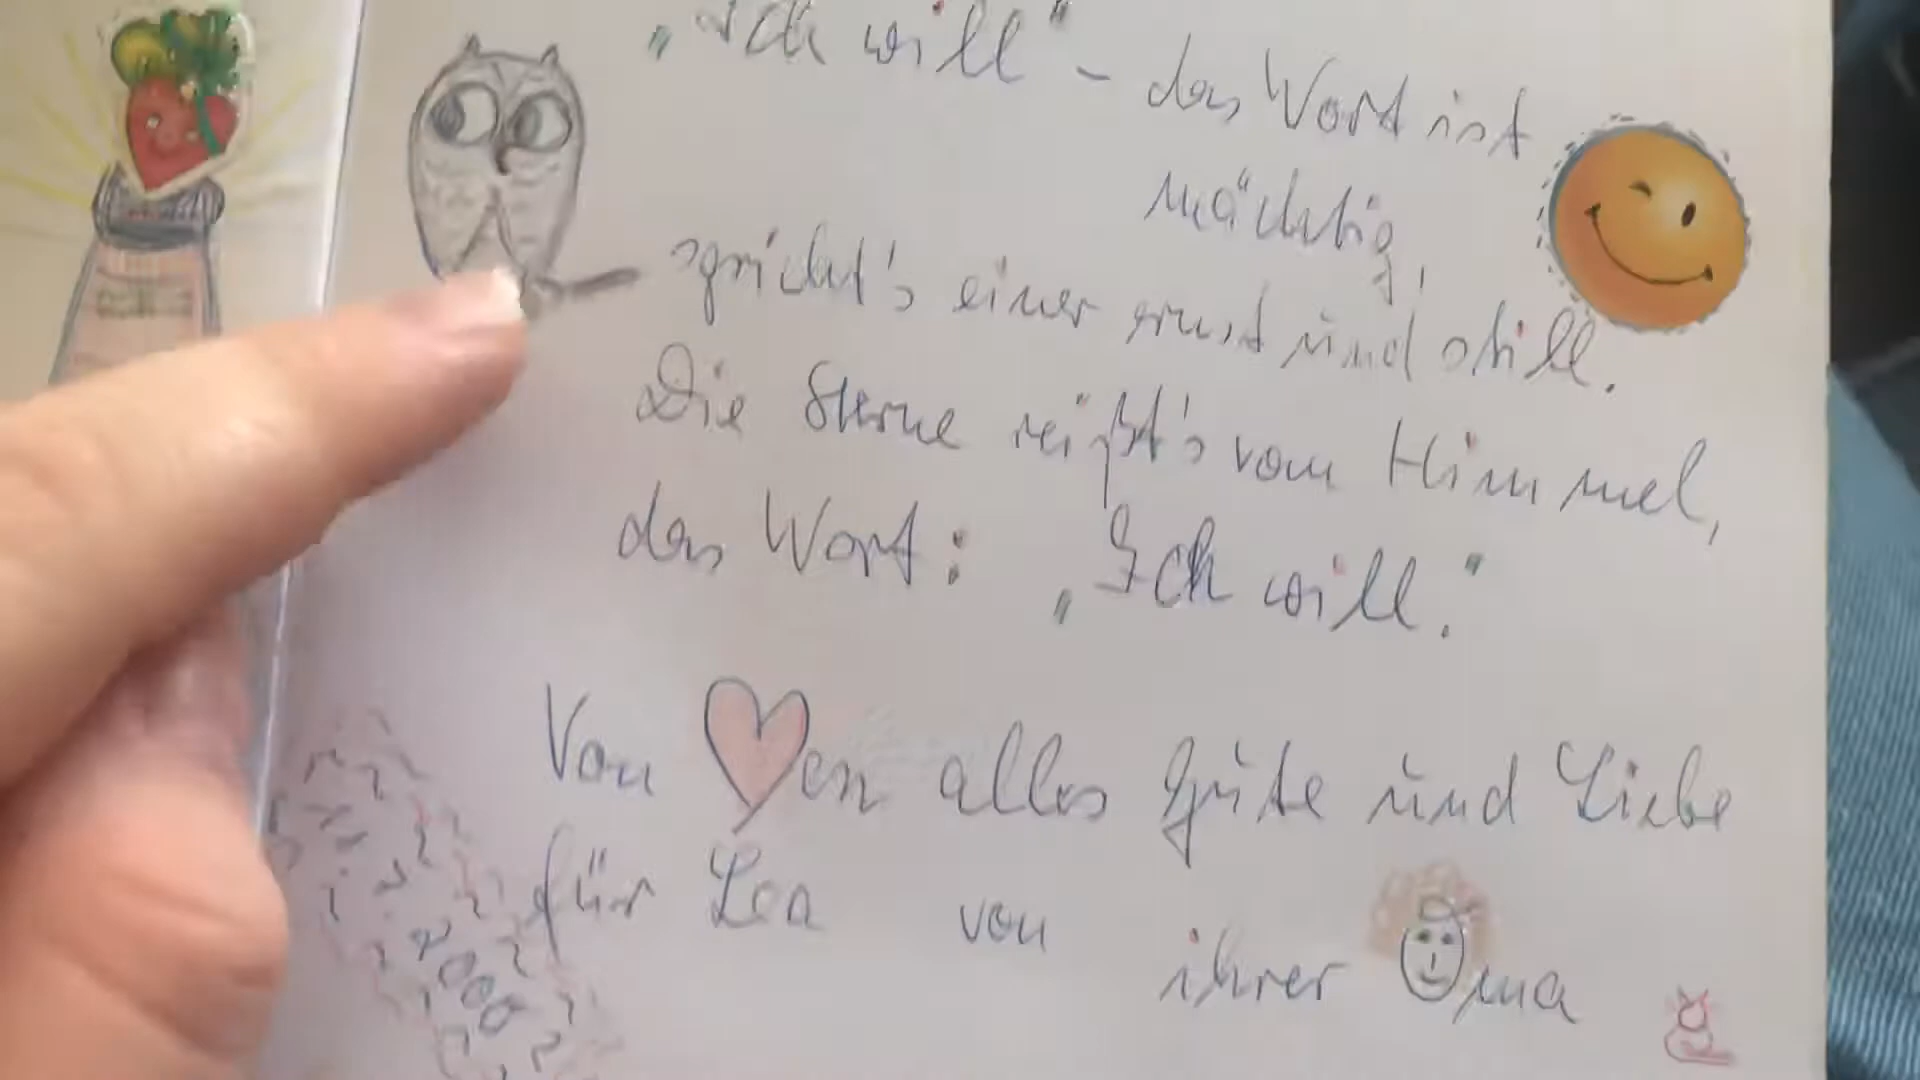 „Ich will" – das Wort ist
mächtig,
spricht's einer ernst und still.
Die Sterne reißt's vom Himmel,
das Wort: „Ich will."
Von ♥en alles Gute und Liebe
für Lea von
ihrer Oma